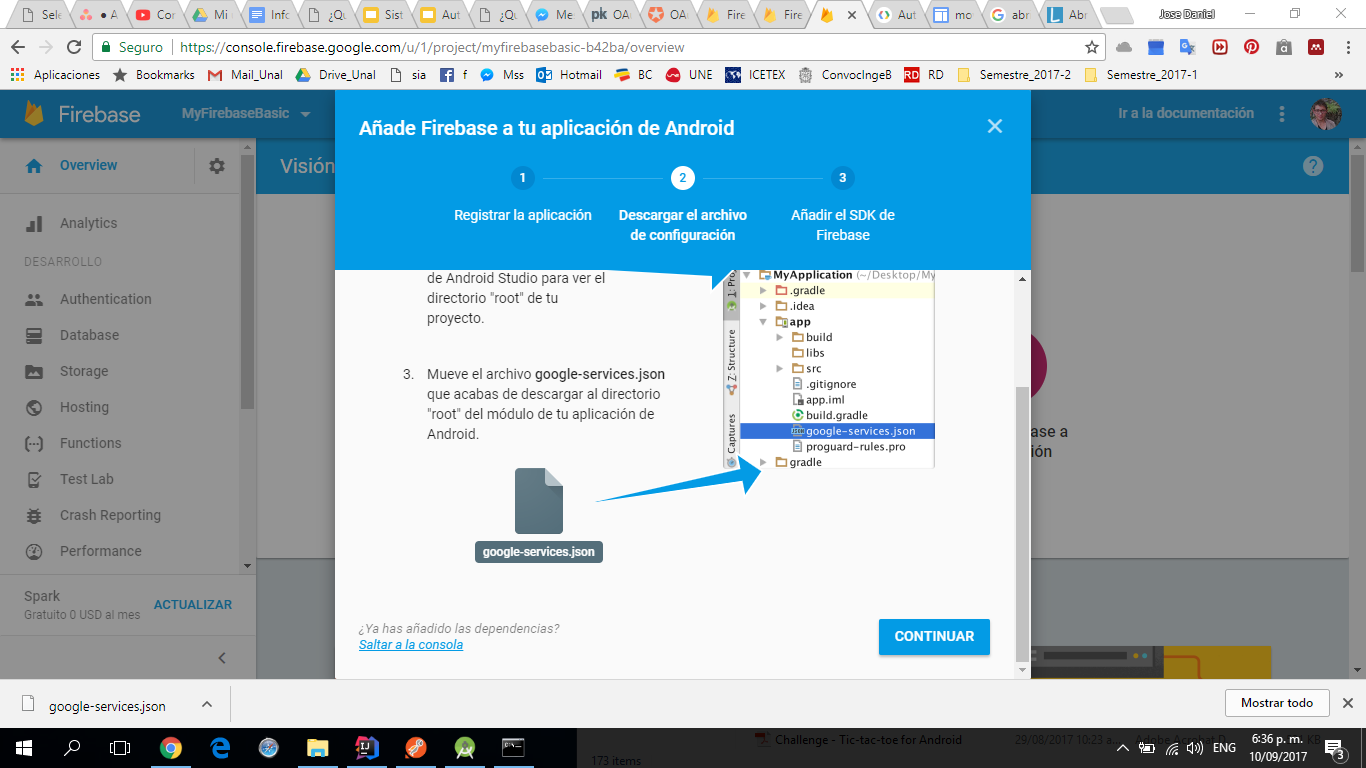 Sele
A
Con
Mi
Info
¿Qu
Sist
Aut
¿Qu
Me
pk OA
OA
Fire
Fire
Aut
mo
abr
Abr
Jose Daniel
Seguro
https://console.firebase.google.com/u/1/project/myfirebasebasic-b42ba/overview
Aplicaciones
Bookmarks
Mail_Unal
Drive_Unal
sia
f
Mss
Hotmail
BC
UNE
ICETEX
ConvocIngeB
RD
RD
Semestre_2017-2
Semestre_2017-1
»
Firebase
MyFirebaseBasic
Ir a la documentación
Overview
Visión
Analytics
DESARROLLO
Authentication
Database
Storage
Hosting
Functions
Test Lab
Crash Reporting
Performance
Spark
Gratuito 0 USD al mes
ACTUALIZAR
Añade Firebase a tu aplicación de Android
1
2
3
Registrar la aplicación
Descargar el archivo
de configuración
Añadir el SDK de
Firebase
de Android Studio para ver el
directorio "root" de tu
proyecto.
3. Mueve el archivo google-services.json
que acabas de descargar al directorio
"root" del módulo de tu aplicación de
Android.
google-services.json
1: Pro
Z: Structure
Captures
MyApplication (~/Desktop/My
.gradle
.idea
app
build
libs
src
.gitignore
app.iml
build.gradle
google-services.json
proguard-rules.pro
gradle
¿Ya has añadido las dependencias?
Saltar a la consola
CONTINUAR
ase a
ión
google-services.json
Mostrar todo
Challenge - Tic-tac-toe for Android
29/08/2017 10:23 a...
Adobe Acrobat D...
KB
173 items
ENG
6:36 p. m.
10/09/2017
3